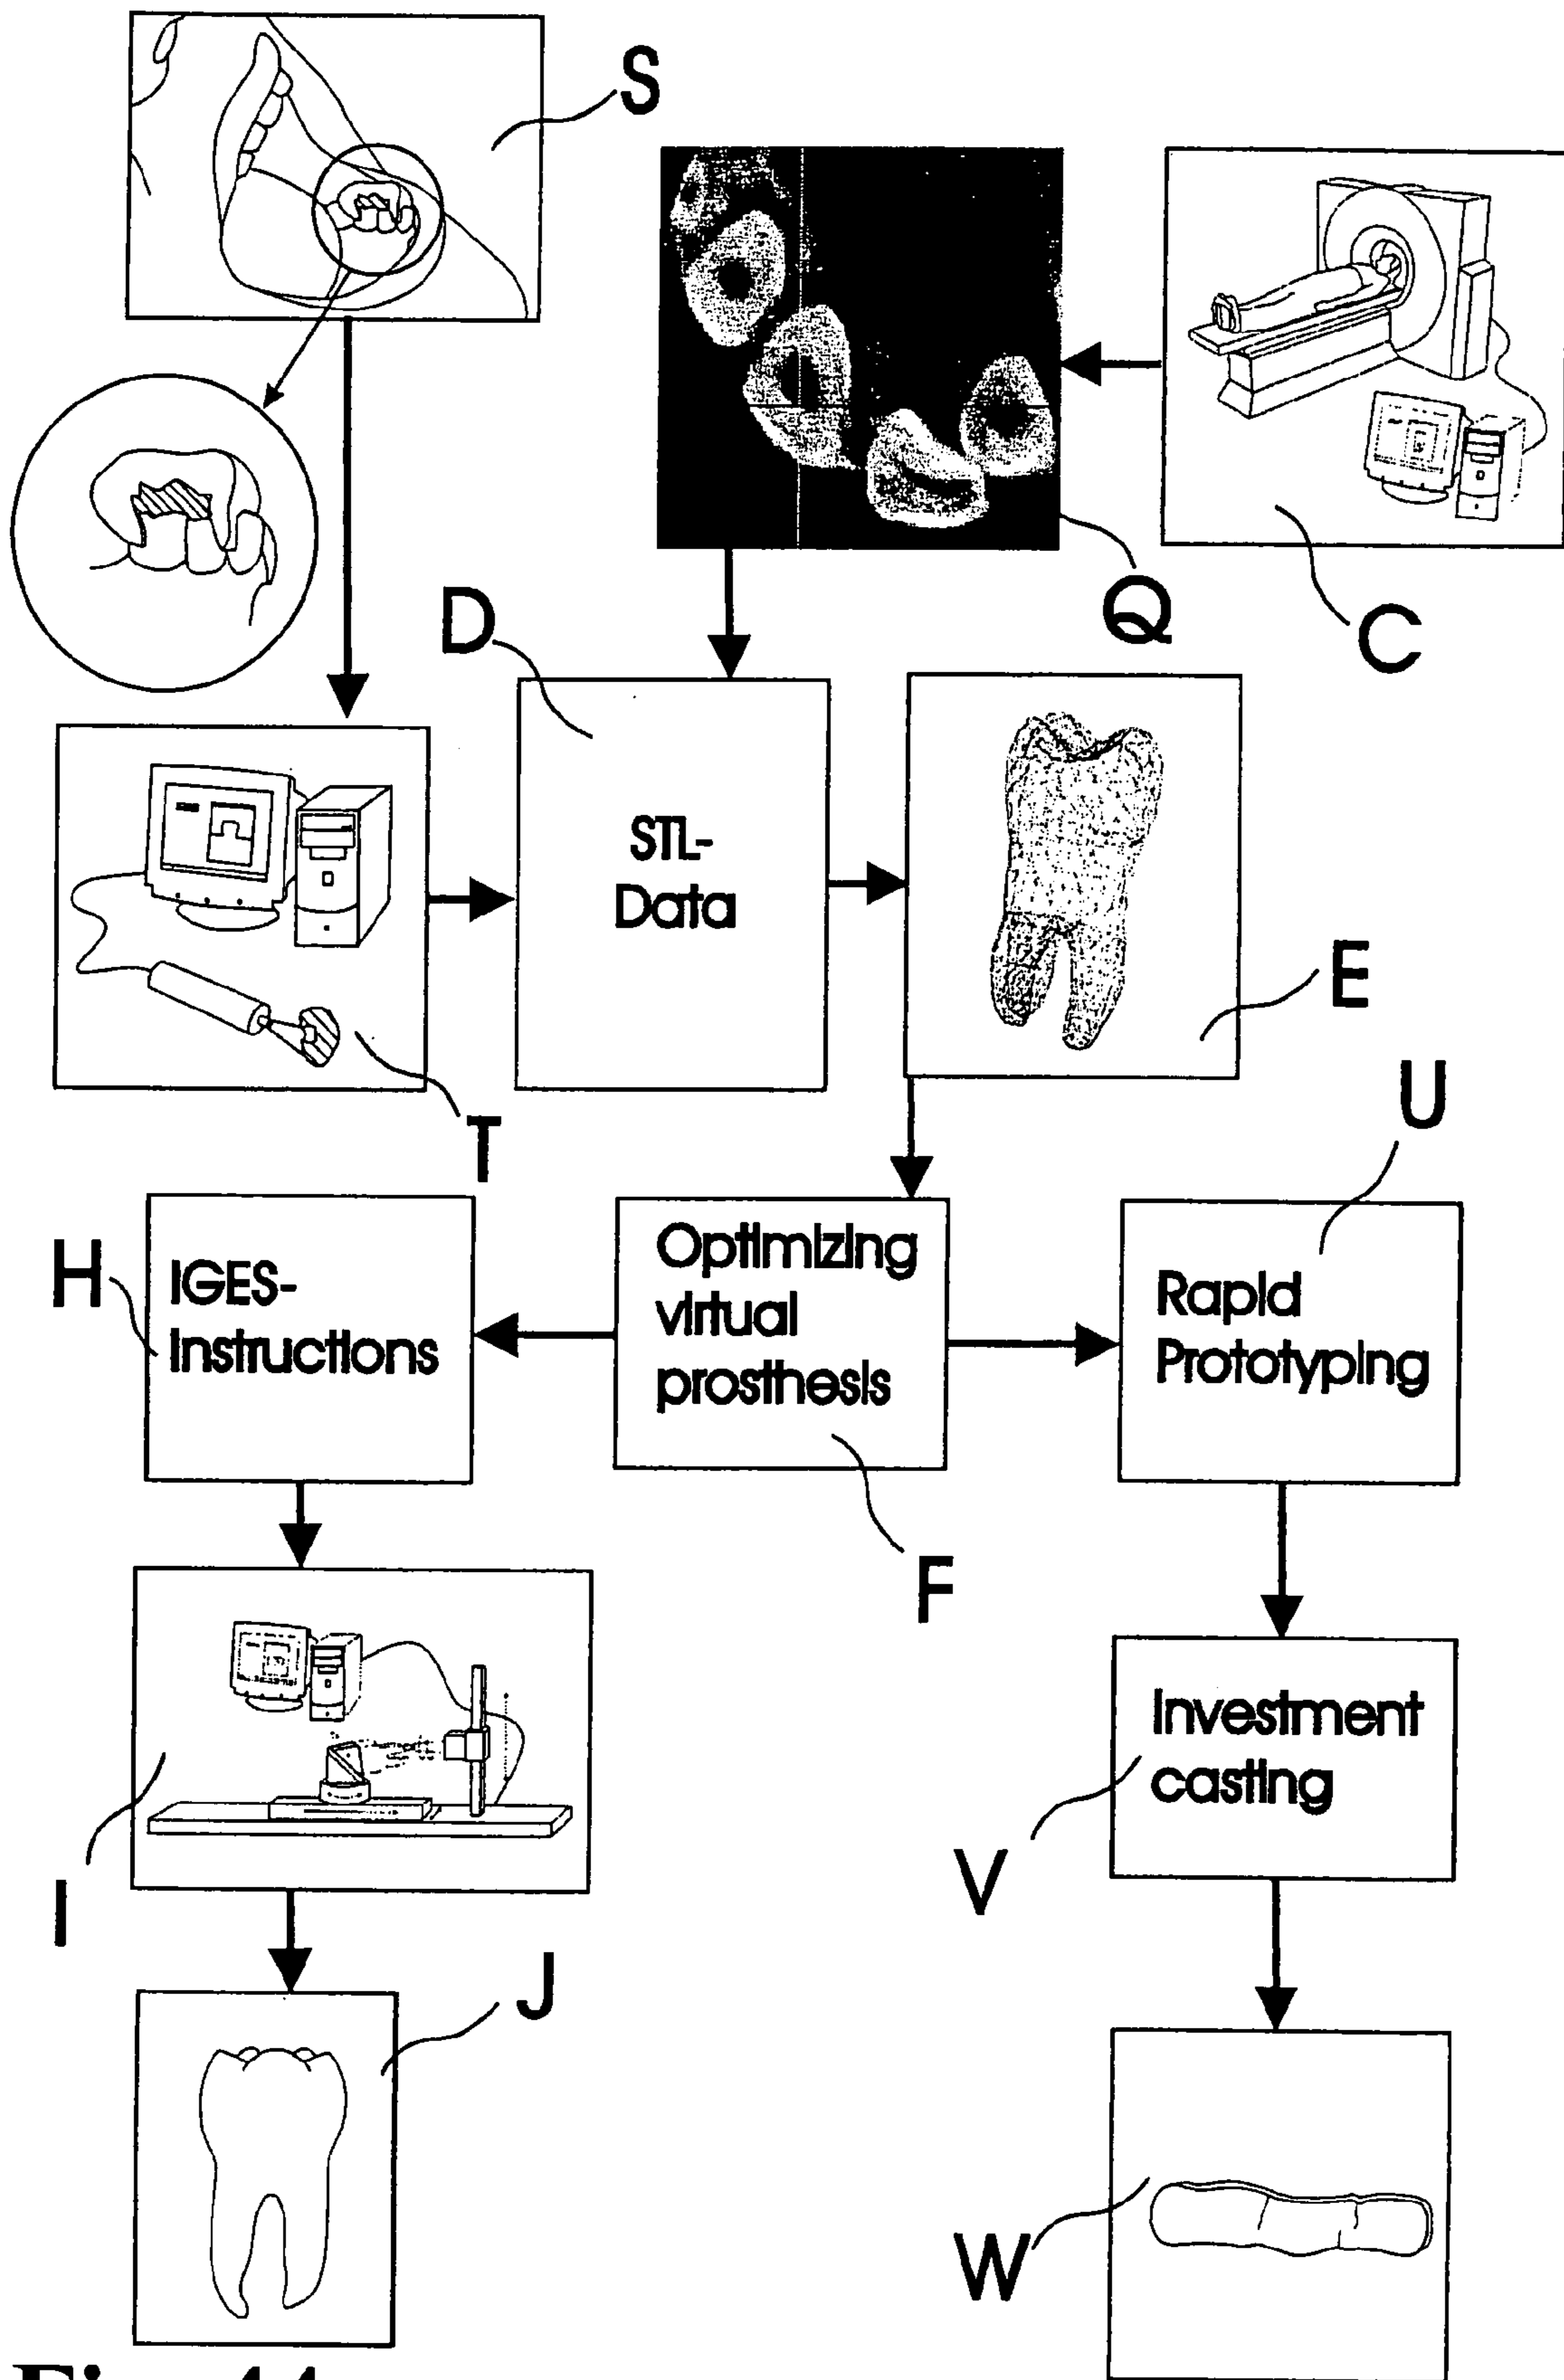 S
Q
C
D
STL-
Data
E
T
U
H
IGES-
Instructions
Optimizing
virtual
prosthesis
Rapid
Prototyping
F
I
Investment
casting
V
J
W